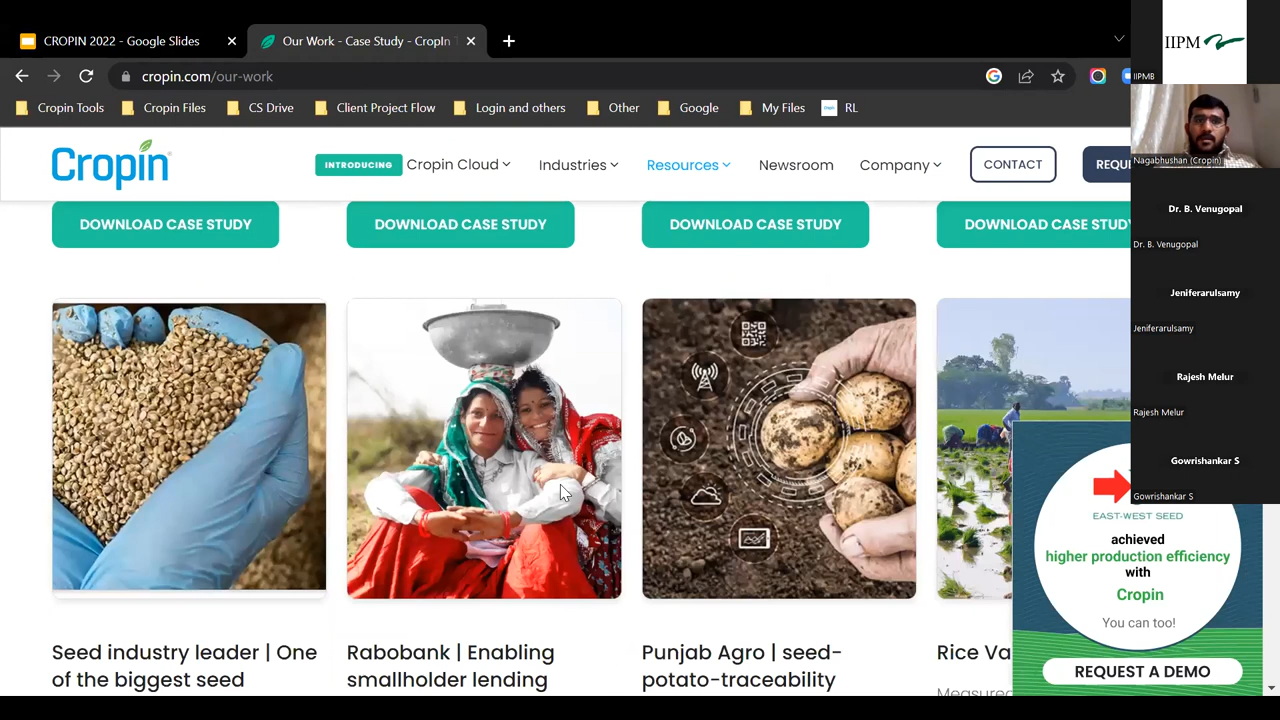 CROPIN 2022 - Google Slides
Our Work - Case Study - CropIn
cropin.com/our-work
Cropin Tools
Cropin Files
CS Drive
Client Project Flow
Login and others
Other
Google
My Files
RL
Cropin
INTRODUCING Cropin Cloud
Industries
Resources
Newsroom
Company
CONTACT
DOWNLOAD CASE STUDY
DOWNLOAD CASE STUDY
DOWNLOAD CASE STUDY
DOWNLOAD CASE
Seed industry leader | One
of the biggest seed
Rabobank | Enabling
smallholder lending
Punjab Agro | seed-
potato-traceability
Rice
Measured
EAST-WEST SEED
achieved
higher production efficiency
with
Cropin
You can too!
REQUEST A DEMO
IIPM
IIPMB
Nagabhushan (Cropin)
Dr. B. Venugopal
Dr. B. Venugopal
Jeniferarulsamy
Jeniferarulsamy
Rajesh Melur
Rajesh Melur
Gowrishankar S
Gowrishankar S